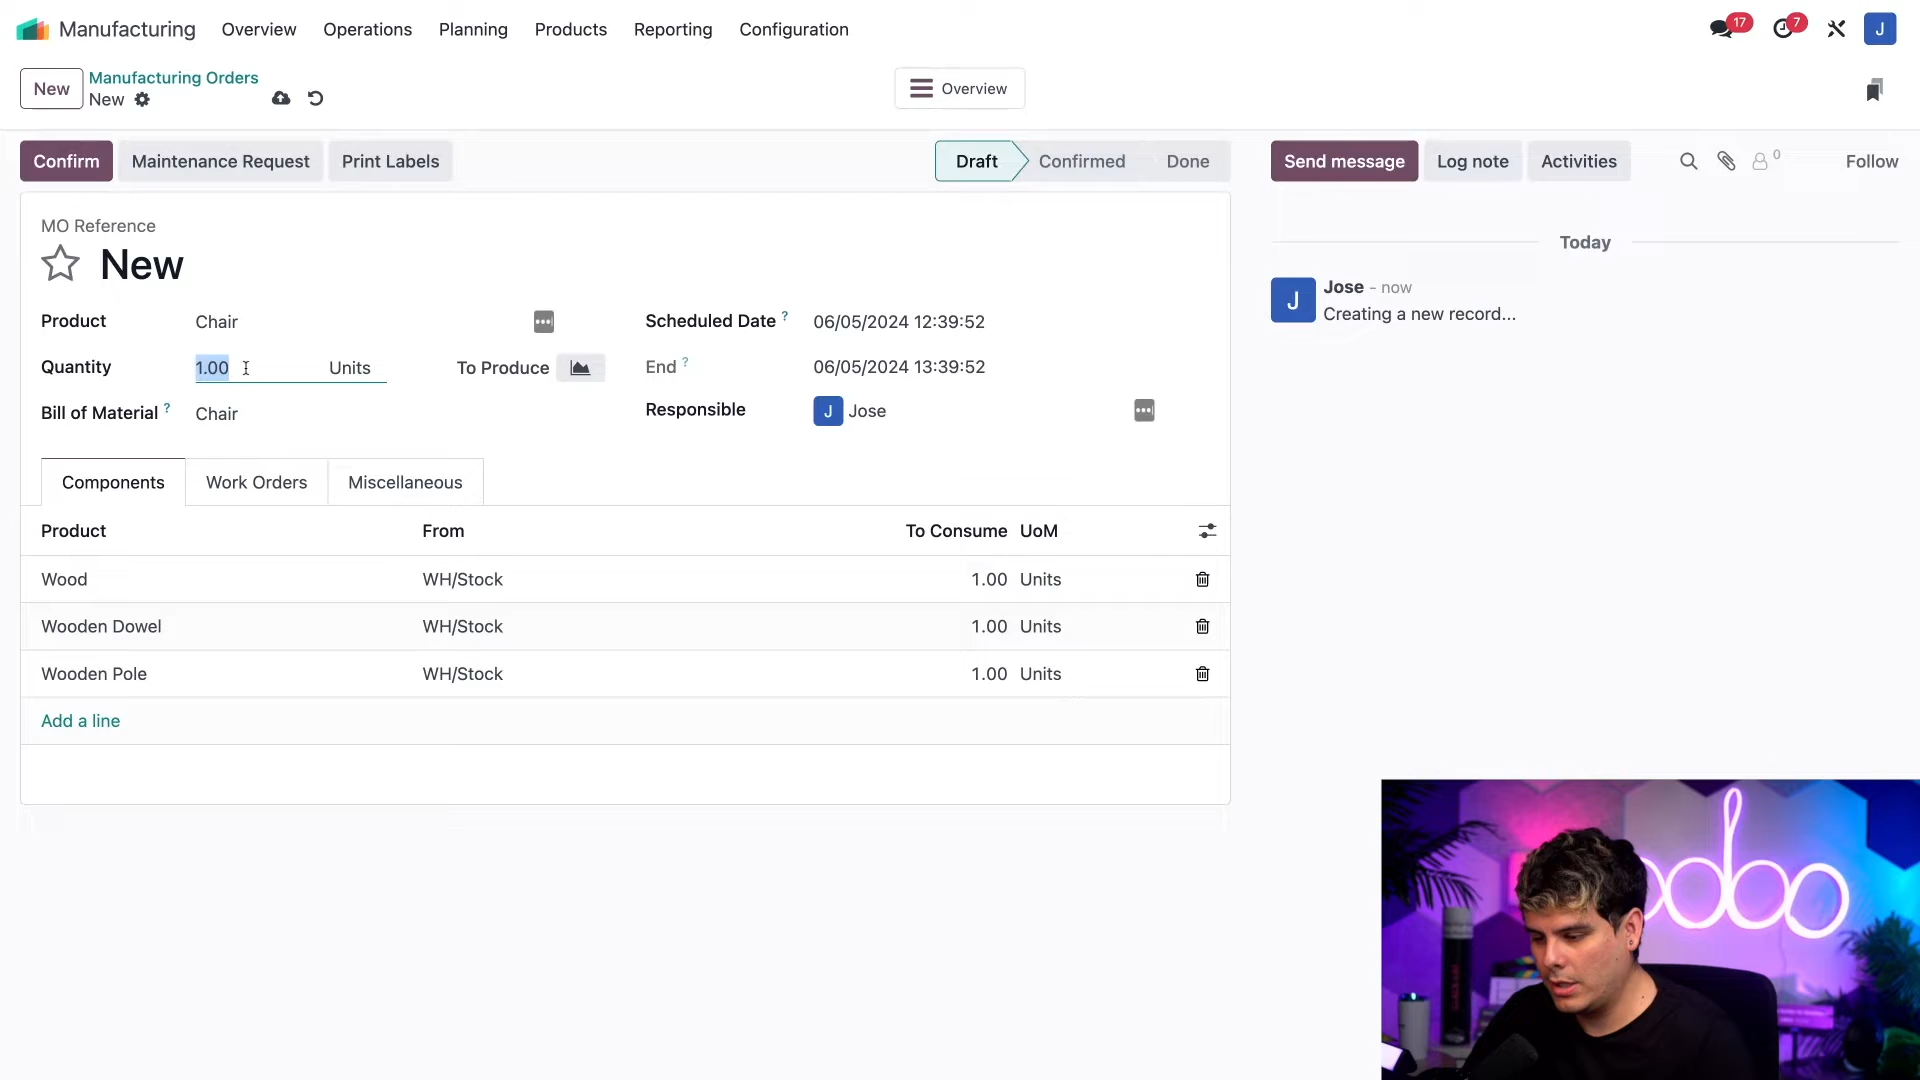 Manufacturing Overview Operations Planning Products Reporting Configuration 17 7 J
New Manufacturing Orders
New
Overview
Confirm Maintenance Request Print Labels Draft Confirmed Done Send message Log note Activities 0 Follow
MO Reference
New
Today
Product Chair Scheduled Date ? 06/05/2024 12:39:52
J Jose - now
Creating a new record...
Quantity 1.00 Units To Produce End ? 06/05/2024 13:39:52
Bill of Material ? Chair Responsible J Jose
Components Work Orders Miscellaneous
Product From To Consume UoM
Wood WH/Stock 1.00 Units
Wooden Dowel WH/Stock 1.00 Units
Wooden Pole WH/Stock 1.00 Units
Add a line
odoo